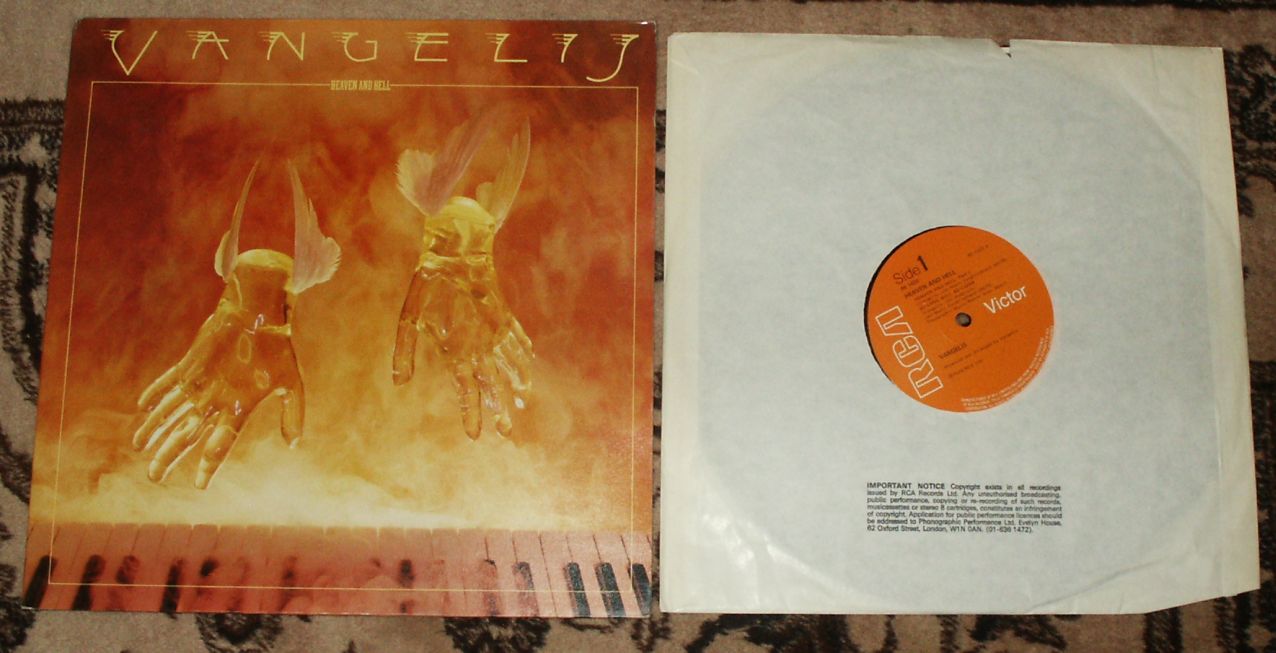 VANGELIS
HEAVEN AND HELL
Side 1
HEAVEN AND HELL
VANGELIS
RCA
Victor
IMPORTANT NOTICE Copyright exists in all recordings
issued by RCA Records Ltd. Any unauthorised broadcasting,
public performance, copying or re-recording of such records,
musicassettes or stereo 8 cartridges, constitutes an infringement
of copyright. Application for public performance licences should
be addressed to Phonographic Performance Ltd. Evelyn House,
62 Oxford Street, London, W1N 0AN. (01-636 1472).